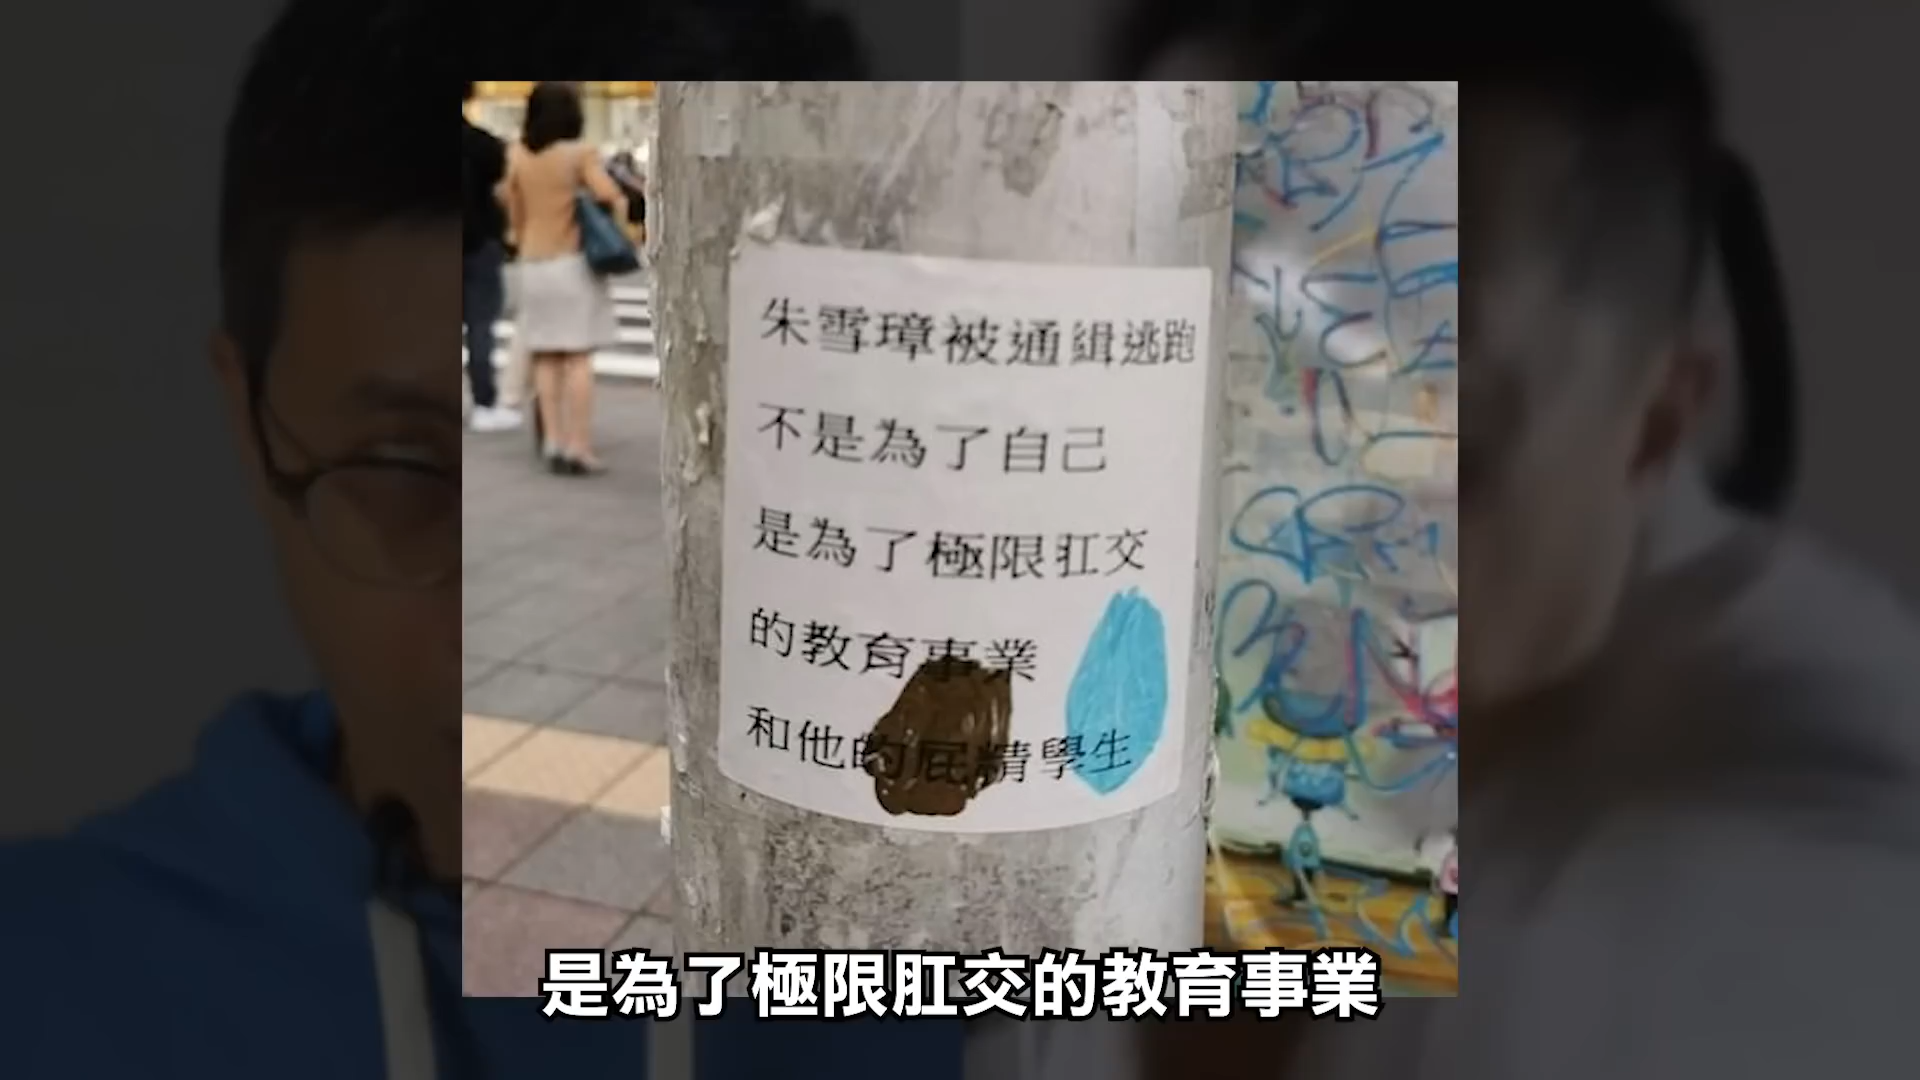 朱雪璋被通緝逃跑
不是為了自己
是為了極限肛交
的教育事業
和他的屁精學生
是為了極限肛交的教育事業